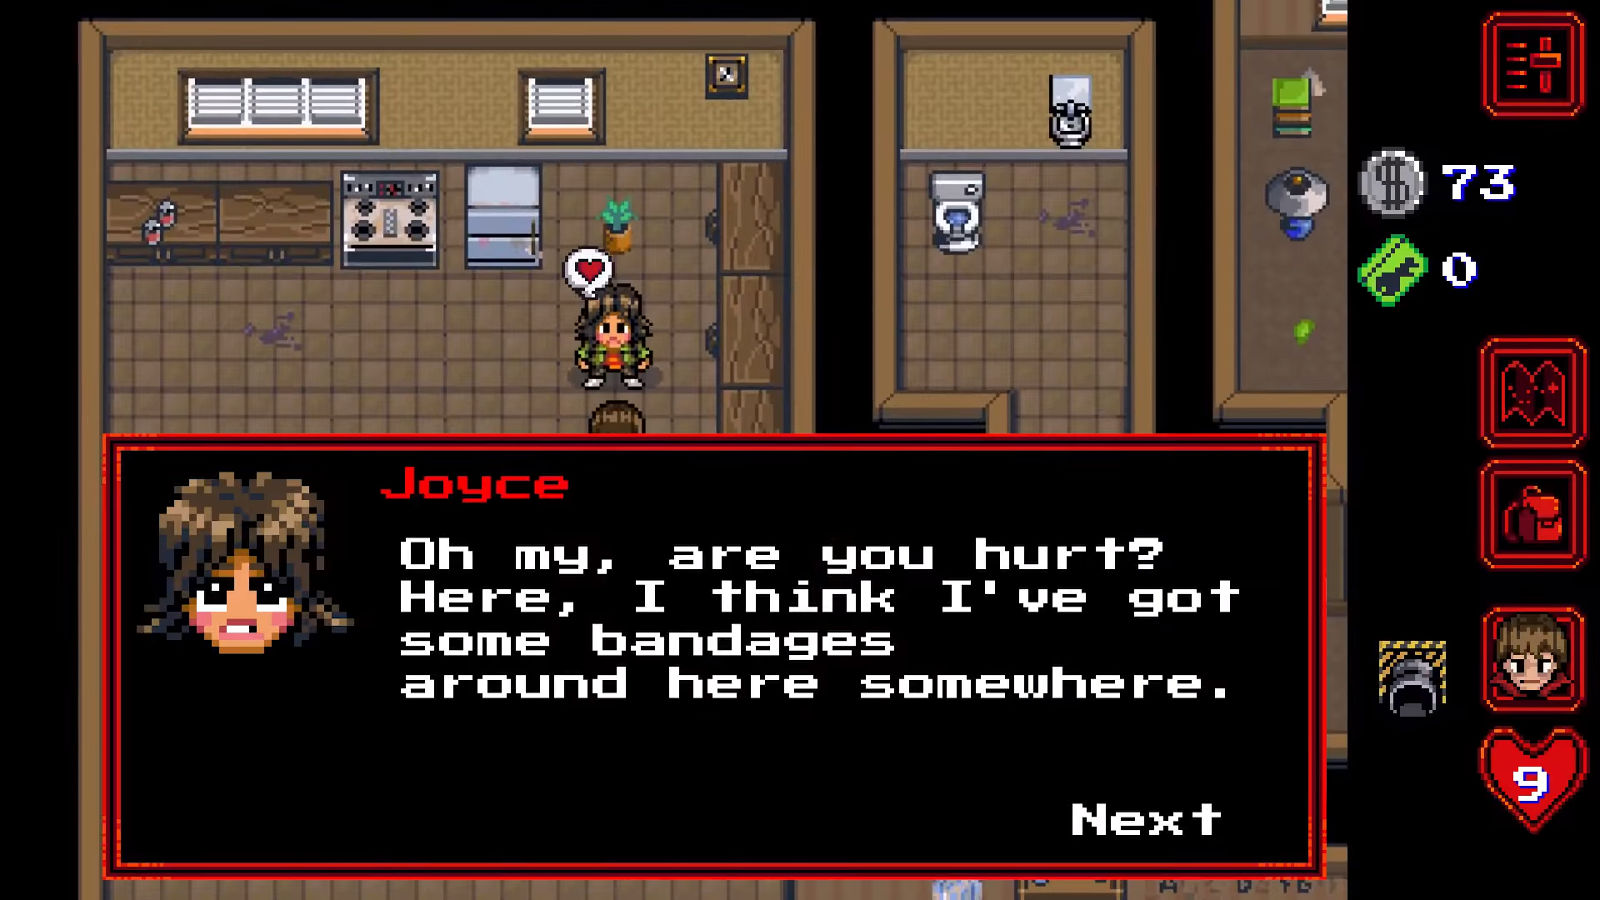 73
0
Joyce
Oh my, are you hurt?
Here, I think I've got
some bandages
around here somewhere.
Next
9